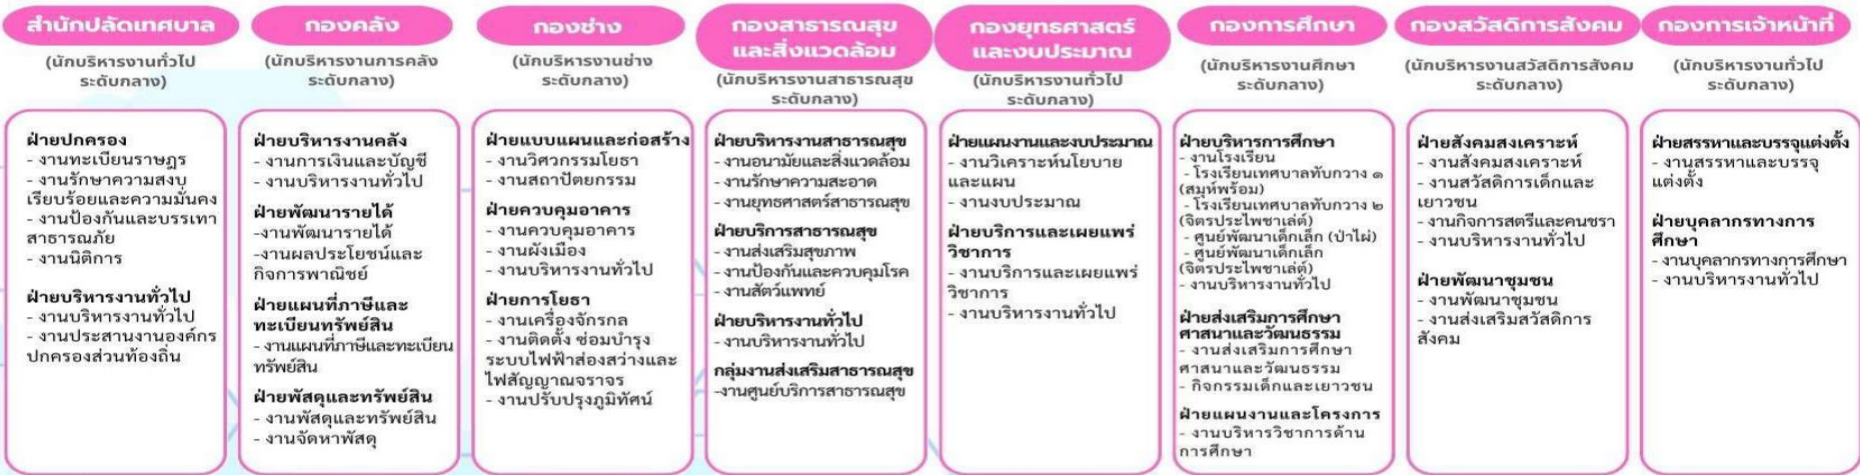 สำนักปลัดเทศบาล
(นักบริหารงานทั่วไป
ระดับกลาง)
ฝ่ายปกครอง
- งานทะเบียนราษฎร
- งานรักษาความสงบ
เรียบร้อยและความมั่นคง
- งานป้องกันและบรรเทา
สาธารณภัย
- งานนิติการ
ฝ่ายบริหารงานทั่วไป
- งานบริหารงานทั่วไป
- งานประสานงานองค์กร
ปกครองส่วนท้องถิ่น
กองคลัง
(นักบริหารงานการคลัง
ระดับกลาง)
ฝ่ายบริหารงานคลัง
- งานการเงินและบัญชี
- งานบริหารงานทั่วไป
ฝ่ายพัฒนารายได้
-งานพัฒนารายได้
-งานผลประโยชน์และ
กิจการพาณิชย์
ฝ่ายแผนที่ภาษีและ
ทะเบียนทรัพย์สิน
- งานแผนที่ภาษีและทะเบียน
ทรัพย์สิน
ฝ่ายพัสดุและทรัพย์สิน
- งานพัสดุและทรัพย์สิน
- งานจัดหาพัสดุ
กองช่าง
(นักบริหารงานช่าง
ระดับกลาง)
ฝ่ายแบบแผนและก่อสร้าง
- งานวิศวกรรมโยธา
- งานสถาปัตยกรรม
ฝ่ายควบคุมอาคาร
- งานควบคุมอาคาร
- งานผังเมือง
- งานบริหารงานทั่วไป
ฝ่ายการโยธา
- งานเครื่องจักรกล
- งานติดตั้ง ซ่อมบำรุง
ระบบไฟฟ้าส่องสว่างและ
ไฟสัญญาณจราจร
- งานปรับปรุงภูมิทัศน์
กองสาธารณสุข
และสิ่งแวดล้อม
(นักบริหารงานสาธารณสุข
ระดับกลาง)
ฝ่ายบริหารงานสาธารณสุข
- งานอนามัยและสิ่งแวดล้อม
- งานรักษาความสะอาด
- งานยุทธศาสตร์สาธารณสุข
ฝ่ายบริการสาธารณสุข
- งานส่งเสริมสุขภาพ
- งานป้องกันและควบคุมโรค
- งานสัตว์แพทย์
ฝ่ายบริหารงานทั่วไป
- งานบริหารงานทั่วไป
กลุ่มงานส่งเสริมสาธารณสุข
-งานศูนย์บริการสาธารณสุข
กองยุทธศาสตร์
และงบประมาณ
(นักบริหารงานทั่วไป
ระดับกลาง)
ฝ่ายแผนงานและงบประมาณ
- งานวิเคราะห์นโยบาย
และแผน
- งานงบประมาณ
ฝ่ายบริการและเผยแพร่
วิชาการ
- งานบริการและเผยแพร่
วิชาการ
- งานบริหารงานทั่วไป
กองการศึกษา
(นักบริหารงานศึกษา
ระดับกลาง)
ฝ่ายบริหารการศึกษา
- งานโรงเรียน
- โรงเรียนเทศบาลทับกวาง ๑
(สมุห์พร้อม)
- โรงเรียนเทศบาลทับกวาง ๒
(จิตรประไพชาเล่ต์)
- ศูนย์พัฒนาเด็กเล็ก (ป่าไผ่)
- ศูนย์พัฒนาเด็กเล็ก
(จิตรประไพชาเล่ต์)
- งานบริหารงานทั่วไป
ฝ่ายส่งเสริมการศึกษา
ศาสนาและวัฒนธรรม
- งานส่งเสริมการศึกษา
ศาสนาและวัฒนธรรม
- กิจกรรมเด็กและเยาวชน
ฝ่ายแผนงานและโครงการ
- งานบริหารวิชาการด้าน
การศึกษา
กองสวัสดิการสังคม
(นักบริหารงานสวัสดิการสังคม
ระดับกลาง)
ฝ่ายสังคมสงเคราะห์
- งานสังคมสงเคราะห์
- งานสวัสดิการเด็กและ
เยาวชน
-งานกิจการสตรีและคนชรา
- งานบริหารงานทั่วไป
ฝ่ายพัฒนาชุมชน
- งานพัฒนาชุมชน
- งานส่งเสริมสวัสดิการ
สังคม
กองการเจ้าหน้าที่
(นักบริหารงานทั่วไป
ระดับกลาง)
ฝ่ายสรรหาและบรรจุแต่งตั้ง
- งานสรรหาและบรรจุ
แต่งตั้ง
ฝ่ายบุคลากรทางการ
ศึกษา
- งานบุคลากรทางการศึกษา
- งานบริหารงานทั่วไป